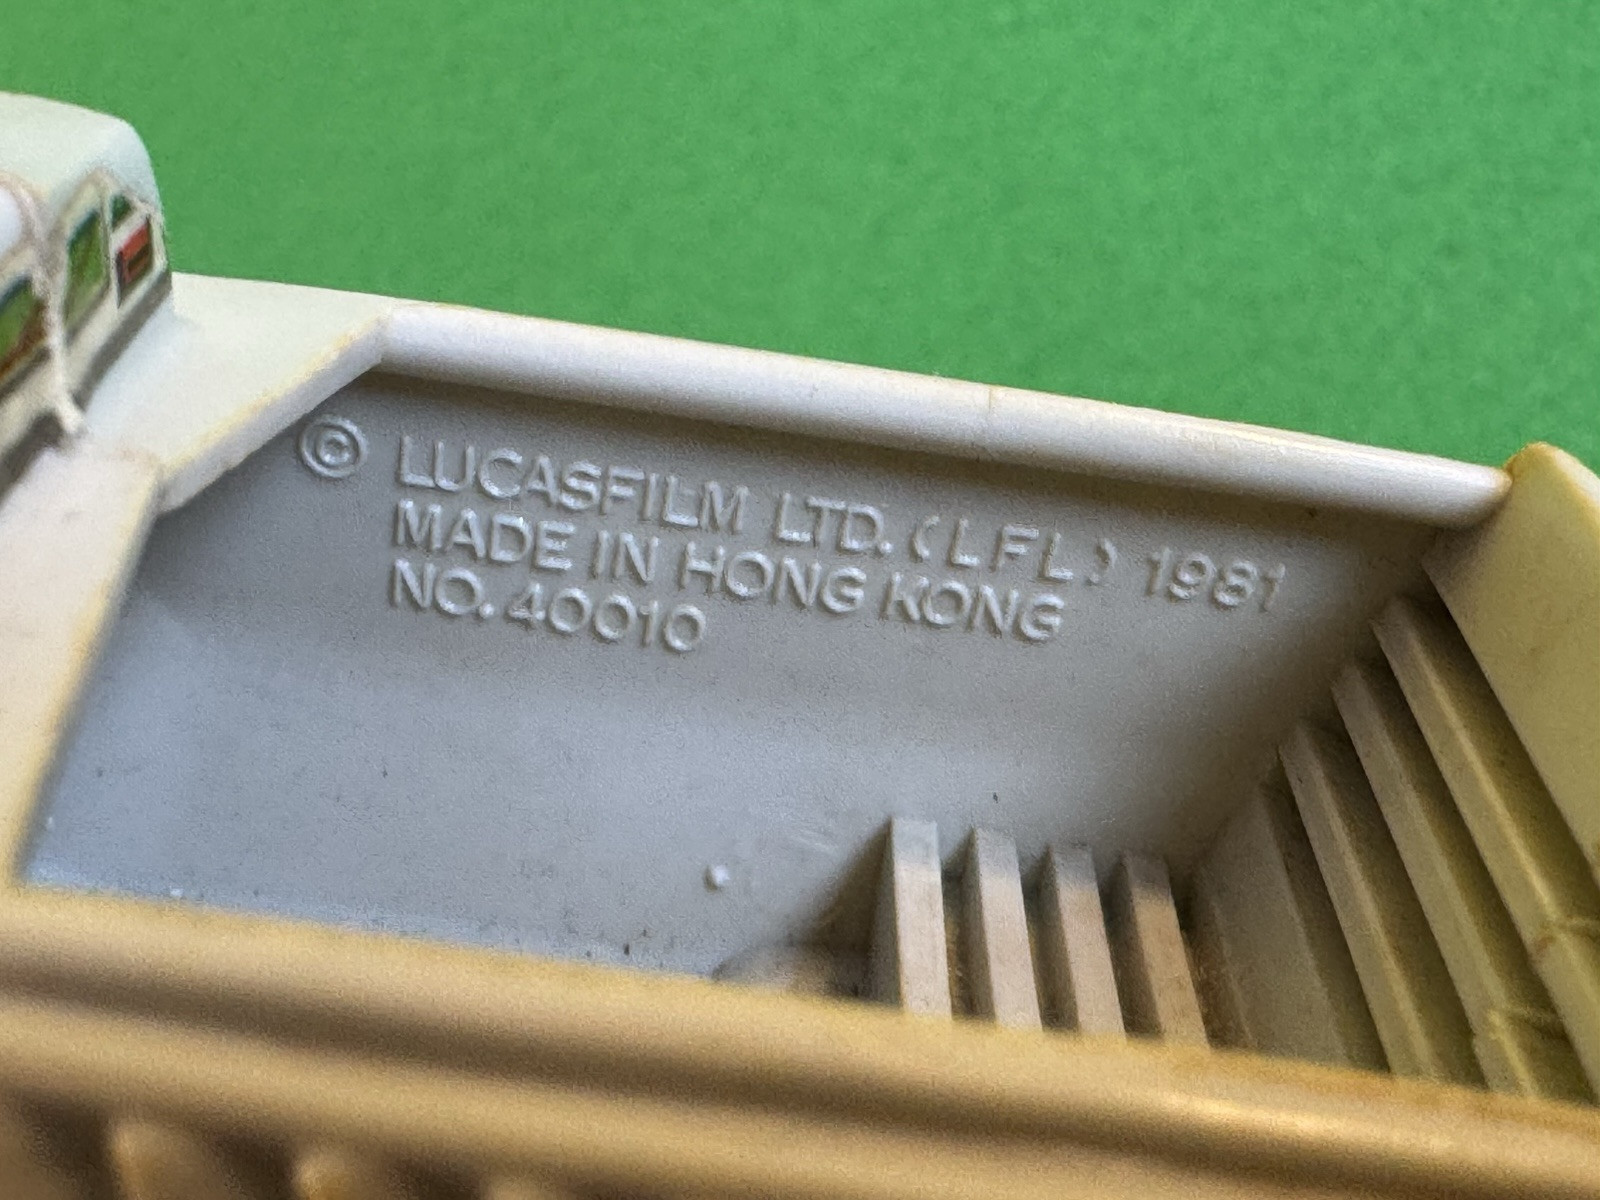 © LUCASFILM LTD. (LFL) 1981
MADE IN HONG KONG
NO. 40010